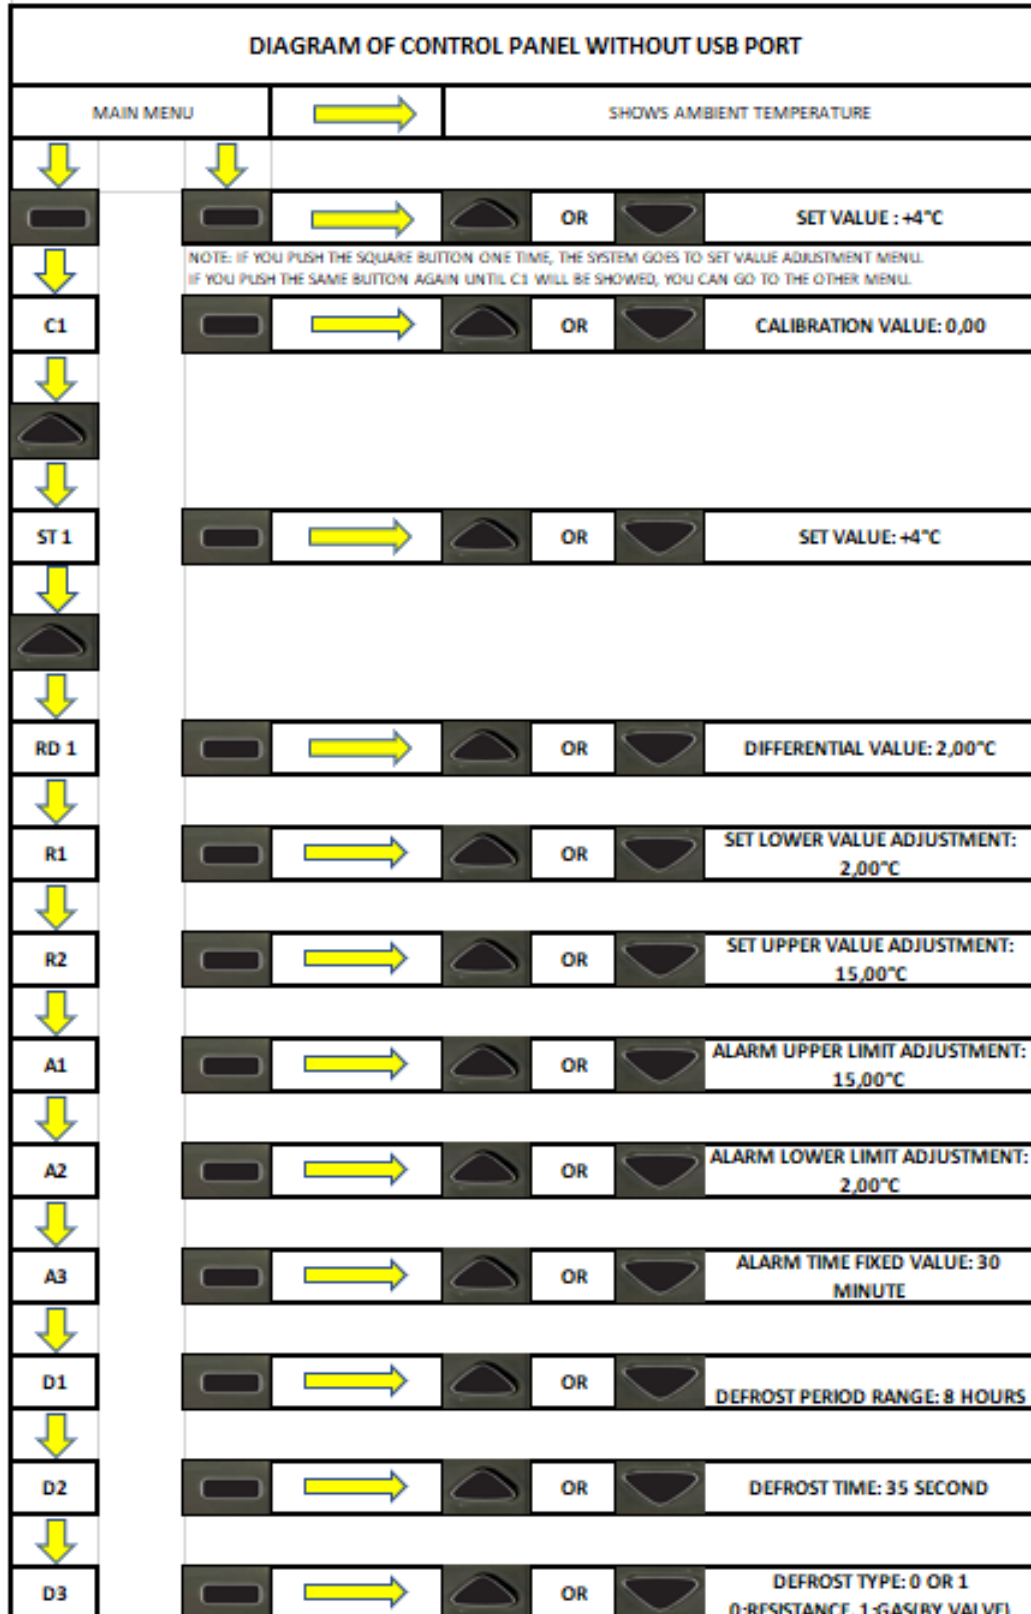 DIAGRAM OF CONTROL PANEL WITHOUT USB PORT
MAIN MENU
SHOWS AMBIENT TEMPERATURE
OR
SET VALUE : +4°C
NOTE: IF YOU PUSH THE SQUARE BUTTON ONE TIME, THE SYSTEM GOES TO SET VALUE ADJUSTMENT MENU.
IF YOU PUSH THE SAME BUTTON AGAIN UNTIL C1 WILL BE SHOWED, YOU CAN GO TO THE OTHER MENU.
C1
OR
CALIBRATION VALUE: 0,00
ST 1
OR
SET VALUE: +4°C
RD 1
OR
DIFFERENTIAL VALUE: 2,00°C
R1
OR
SET LOWER VALUE ADJUSTMENT:
2,00°C
R2
OR
SET UPPER VALUE ADJUSTMENT:
15,00°C
A1
OR
ALARM UPPER LIMIT ADJUSTMENT:
15,00°C
A2
OR
ALARM LOWER LIMIT ADJUSTMENT:
2,00°C
A3
OR
ALARM TIME FIXED VALUE: 30
MINUTE
D1
OR
DEFROST PERIOD RANGE: 8 HOURS
D2
OR
DEFROST TIME: 35 SECOND
D3
OR
DEFROST TYPE: 0 OR 1
0:RESISTANCE 1:GAS(BY VALVE)